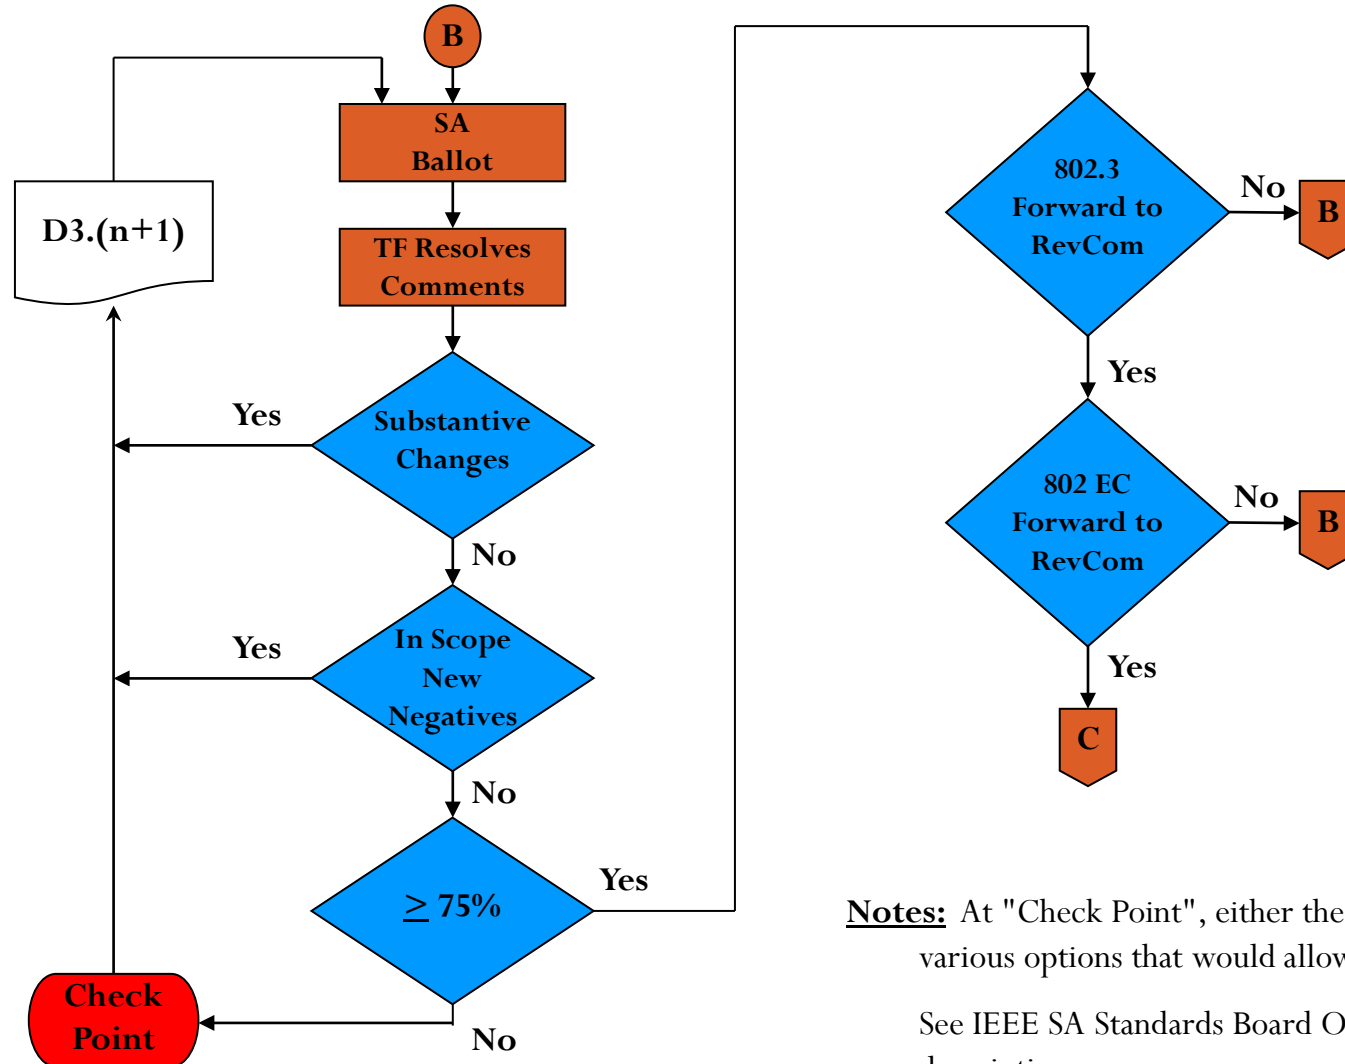 B
SA
Ballot
D3.(n+1)
TF Resolves
Comments
Yes
Substantive
Changes
No
Yes
In Scope
New
Negatives
No
≥ 75%
Yes
Check
Point
No
802.3
Forward to
RevCom
No
B
Yes
802 EC
Forward to
RevCom
No
B
Yes
C
Notes: At "Check Point", either the
various options that would allow
See IEEE SA Standards Board O